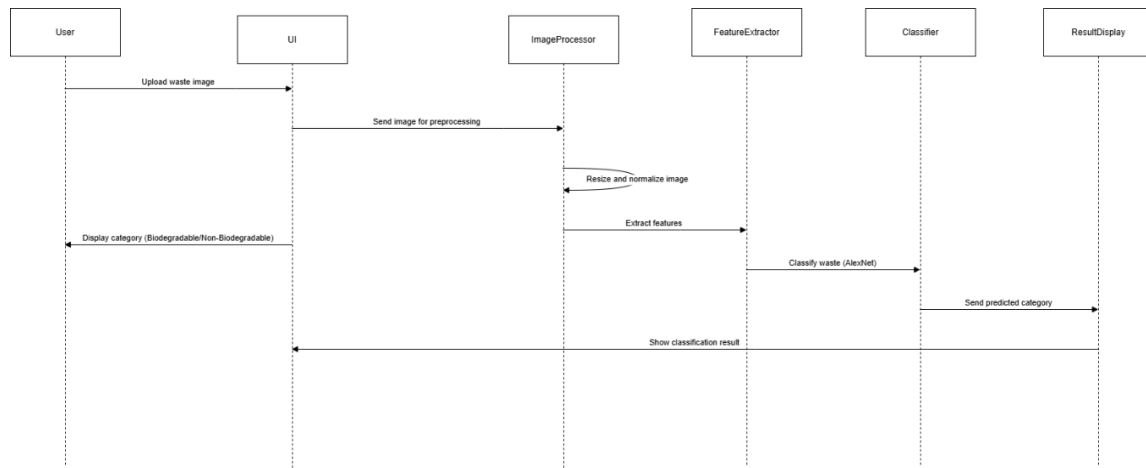 User
UI
ImageProcessor
FeatureExtractor
Classifier
ResultDisplay
Upload waste image
Send image for preprocessing
Resize and normalize image
Extract features
Display category (Biodegradable/Non-Biodegradable)
Classify waste (AlexNet)
Send predicted category
Show classification result